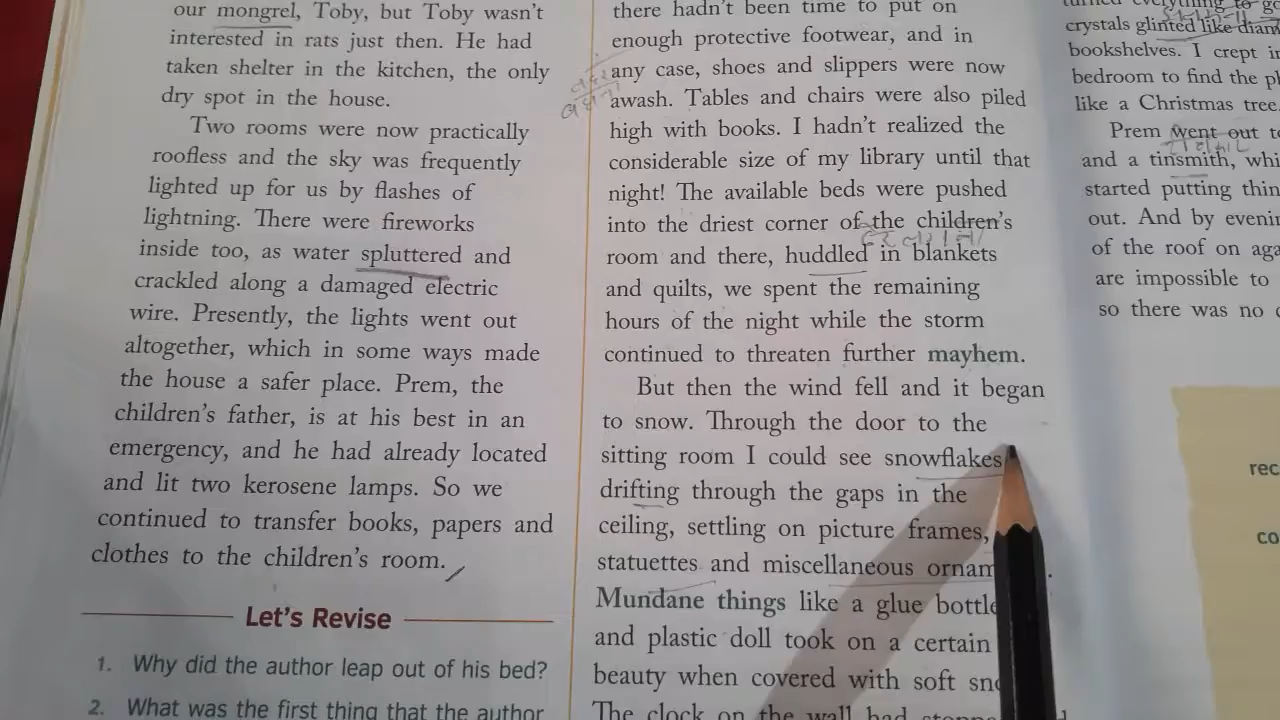 our mongrel, Toby, but Toby wasn't
interested in rats just then. He had
taken shelter in the kitchen, the only
dry spot in the house.
Two rooms were now practically
roofless and the sky was frequently
lighted up for us by flashes of
lightning. There were fireworks
inside too, as water spluttered and
crackled along a damaged electric
wire. Presently, the lights went out
altogether, which in some ways made
the house a safer place. Prem, the
children's father, is at his best in an
emergency, and he had already located
and lit two kerosene lamps. So we
continued to transfer books, papers and
clothes to the children's room.
Let's Revise
1. Why did the author leap out of his bed?
2. What was the first thing that the author
there hadn't been time to put on
enough protective footwear, and in
any case, shoes and slippers were now
awash. Tables and chairs were also piled
high with books. I hadn't realized the
considerable size of my library until that
night! The available beds were pushed
into the driest corner of the children's
room and there, huddled in blankets
and quilts, we spent the remaining
hours of the night while the storm
continued to threaten further mayhem.
But then the wind fell and it began
to snow. Through the door to the
sitting room I could see snowflakes
drifting through the gaps in the
ceiling, settling on picture frames,
statuettes and miscellaneous ornam
Mundane things like a glue bottle
and plastic doll took on a certain
beauty when covered with soft sn
The clock on the wall had
crystals glinted like diam
bookshelves. I crept i
bedroom to find the p
like a Christmas tree
Prem went out t
and a tinsmith, whi
started putting thin
out. And by eveni
of the roof on aga
are impossible to
so there was no
rec
co